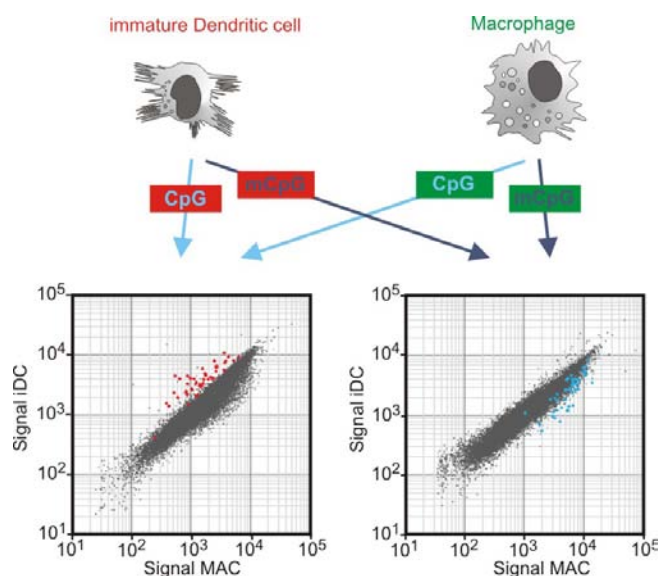 immature Dendritic cell
Macrophage
CpG
mCpG
CpG
mCpG
10⁵
10⁴
10³
10²
10¹
Signal iDC
10¹ 10² 10³ 10⁴ 10⁵
Signal MAC
10⁵
10⁴
10³
10²
10¹
Signal iDC
10¹ 10² 10³ 10⁴ 10⁵
Signal MAC